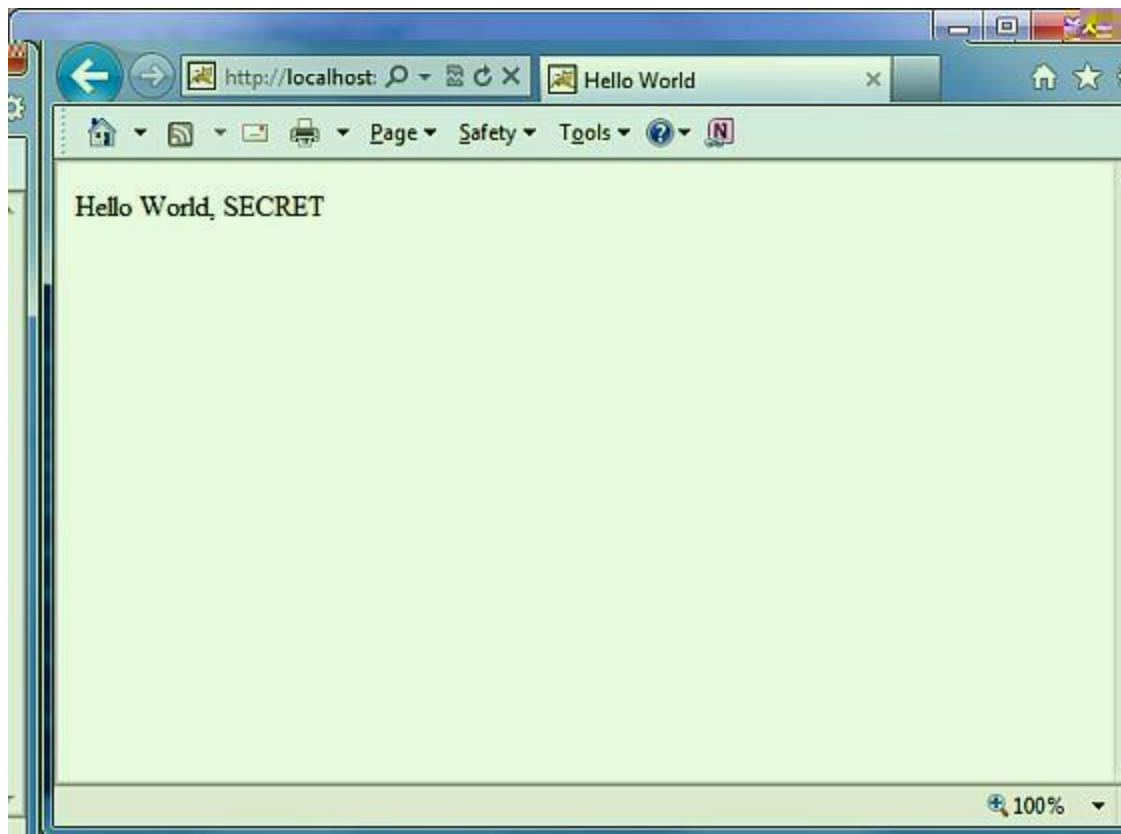 http://localhost:
Hello World
Page Safety Tools
Hello World, SECRET
100%